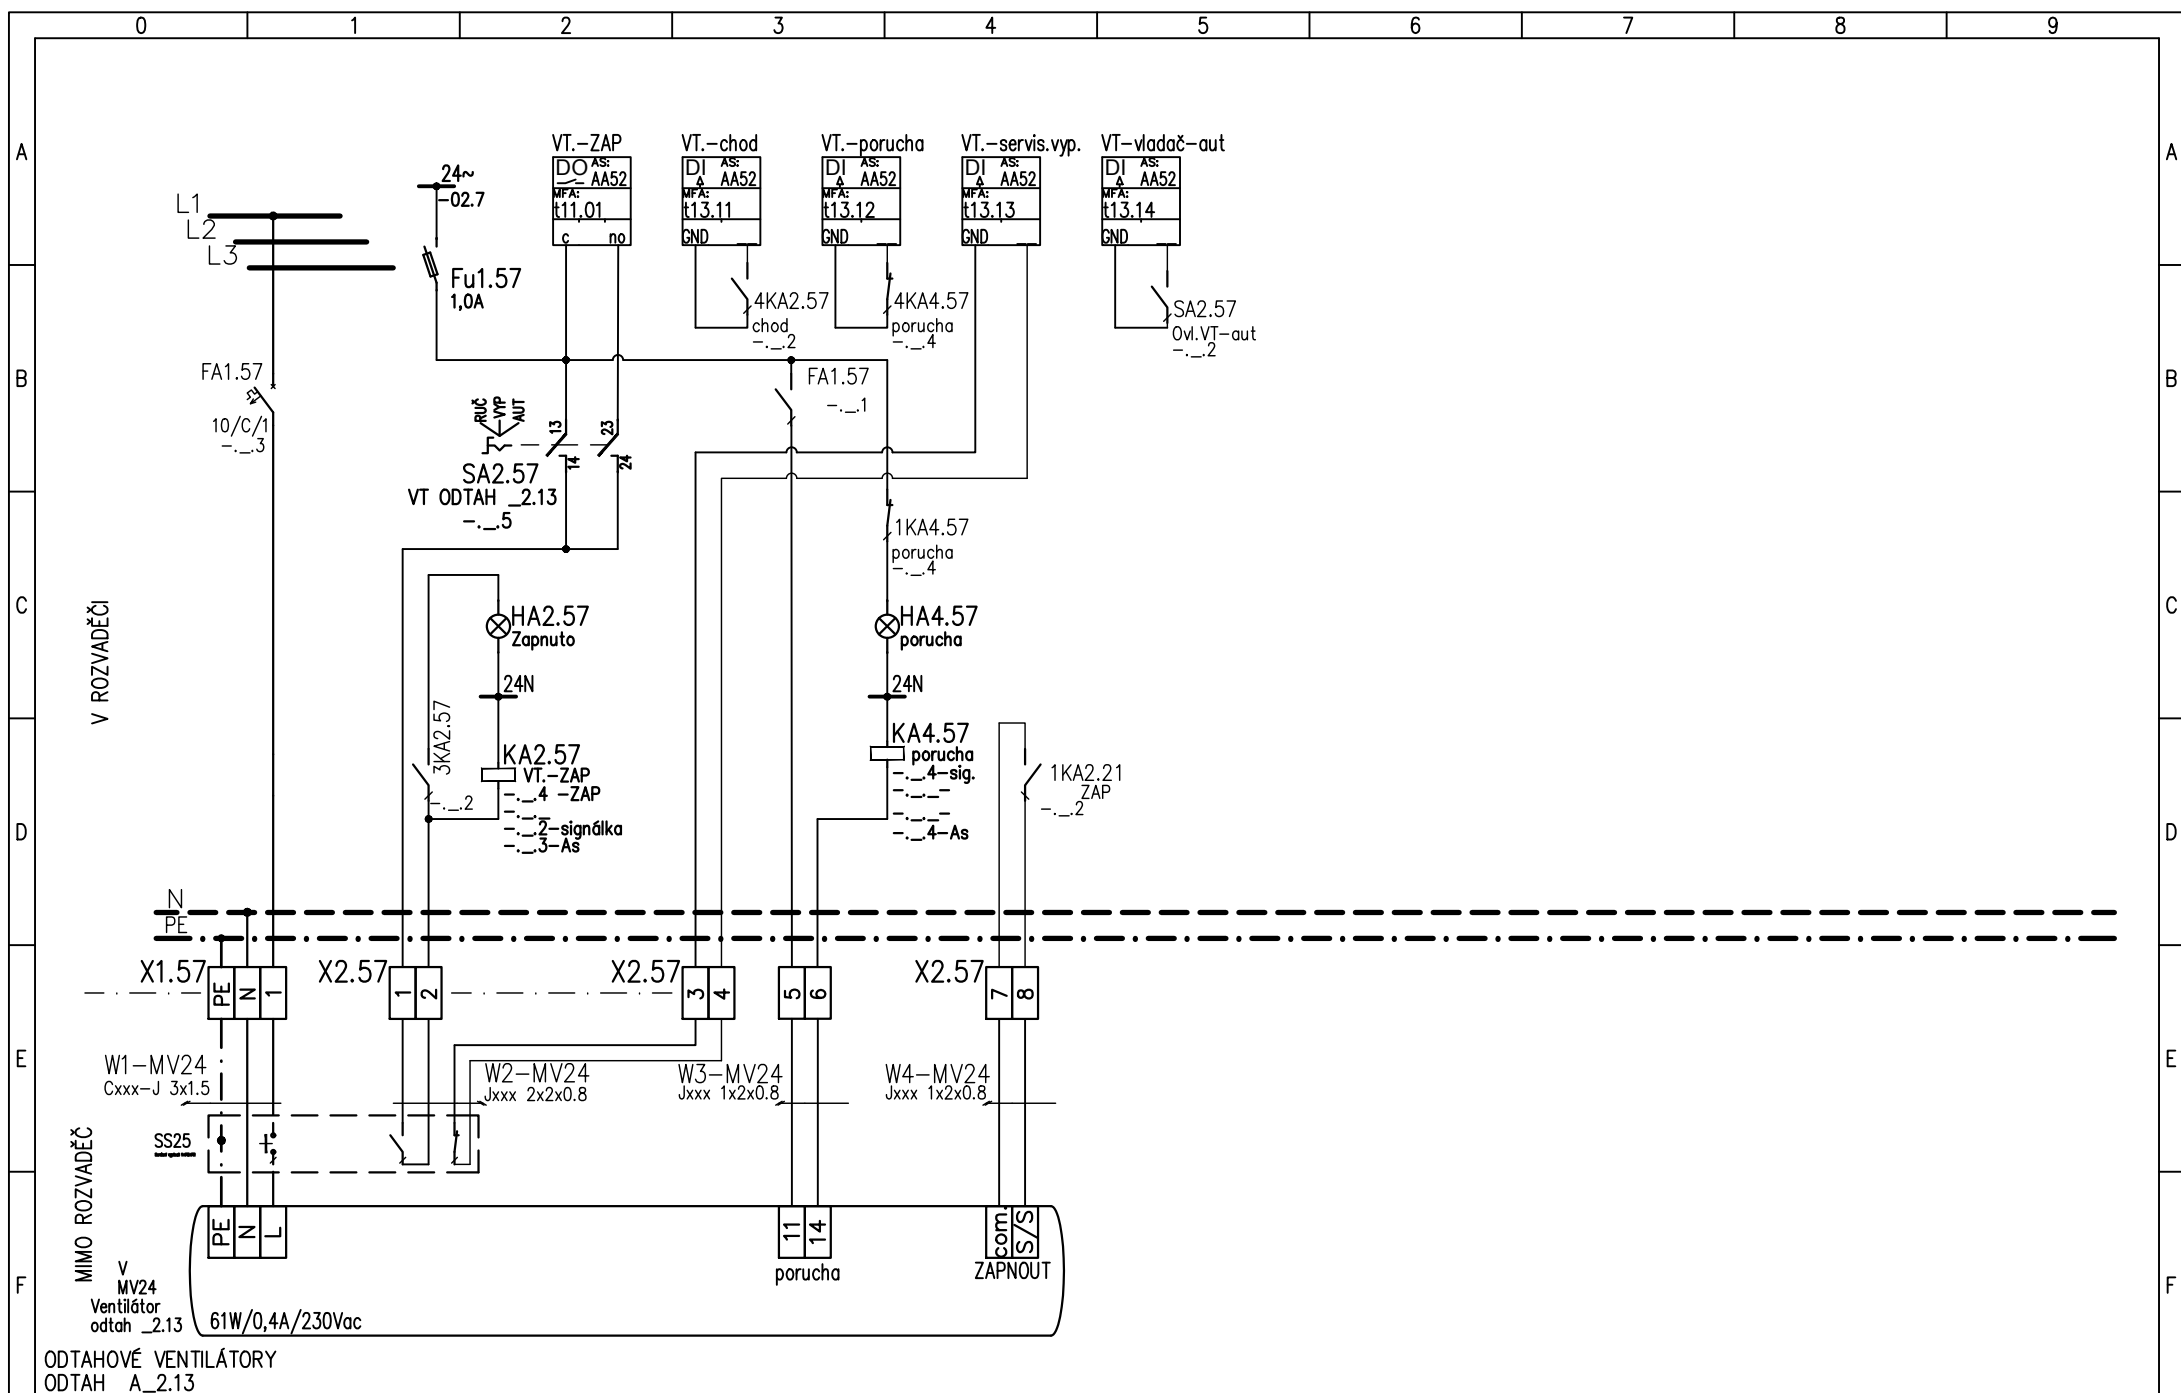 0 1 2 3 4 5 6 7 8 9
A
B
C
D
E
F
A
B
C
D
E
F
L1
L2
L3
24~
-02.7
Fu1.57
1,0A
VT.-ZAP
DO AS:
AA52
MFA:
t11.01
c no
VT.-chod
DI AS:
AA52
MFA:
t13.11
GND
VT.-porucha
DI AS:
AA52
MFA:
t13.12
GND
VT.-servis.vyp.
DI AS:
AA52
MFA:
t13.13
GND
VT-vladač-aut
DI AS:
AA52
MFA:
t13.14
GND
4KA2.57
chod
-._.2
4KA4.57
porucha
-._.4
SA2.57
Ovl.VT-aut
-._.2
FA1.57
10/C/1
-._.3
FA1.57
-._.1
RUČ
VYP
AUT
13
14
23
24
SA2.57
VT ODTAH _2.13
-._.5
1KA4.57
porucha
-._.4
V ROZVADĚČI
HA2.57
Zapnuto
24N
HA4.57
porucha
24N
3KA2.57
-._.2
KA2.57
VT.-ZAP
-._.4 -ZAP
-._._
-._.2-signálka
-._.3-As
KA4.57
porucha
-._.4-sig.
-._._-
-._._-
-._.4-As
1KA2.21
ZAP
-._.2
N
PE
X1.57 PE N 1
X2.57 1 2
X2.57 3 4
5 6
X2.57 7 8
W1-MV24
Cxxx-J 3x1.5
W2-MV24
Jxxx 2x2x0.8
W3-MV24
Jxxx 1x2x0.8
W4-MV24
Jxxx 1x2x0.8
SS25
MIMO ROZVADĚČ
PE N L
11 14
porucha
com. S/S
ZAPNOUT
V
MV24
Ventilátor
odtah _2.13
61W/0,4A/230Vac
ODTAHOVÉ VENTILÁTORY
ODTAH A_2.13